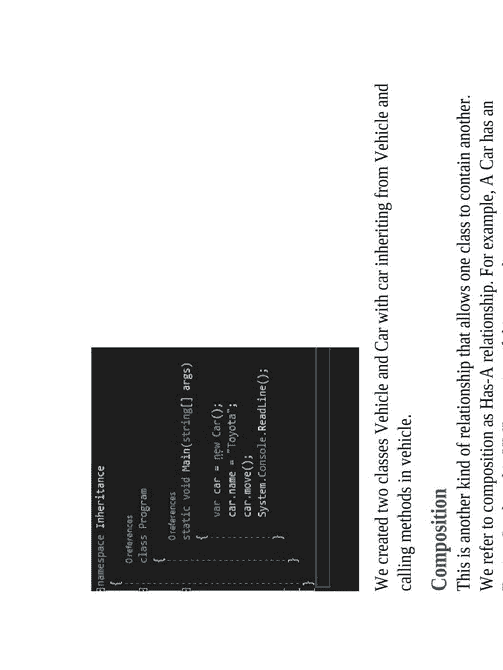 namespace Inheritance
{
0 references
class Program
{
0 references
static void Main(string[] args)
{
var car = new Car();
car.name = "Toyota";
car.move();
System.Console.ReadLine();
}
}
}
We created two classes Vehicle and Car with car inheriting from Vehicle and
calling methods in vehicle.
Composition
This is another kind of relationship that allows one class to contain another.
We refer to composition as Has-A relationship. For example, A Car has an